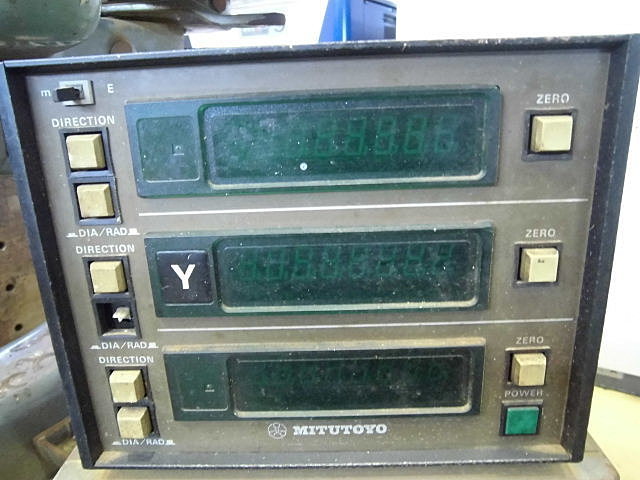 m E
DIRECTION
ZERO
DIA/RAD
DIRECTION
Y
ZERO
DIA/RAD
DIRECTION
ZERO
POWER
DIA/RAD
MITUTOYO